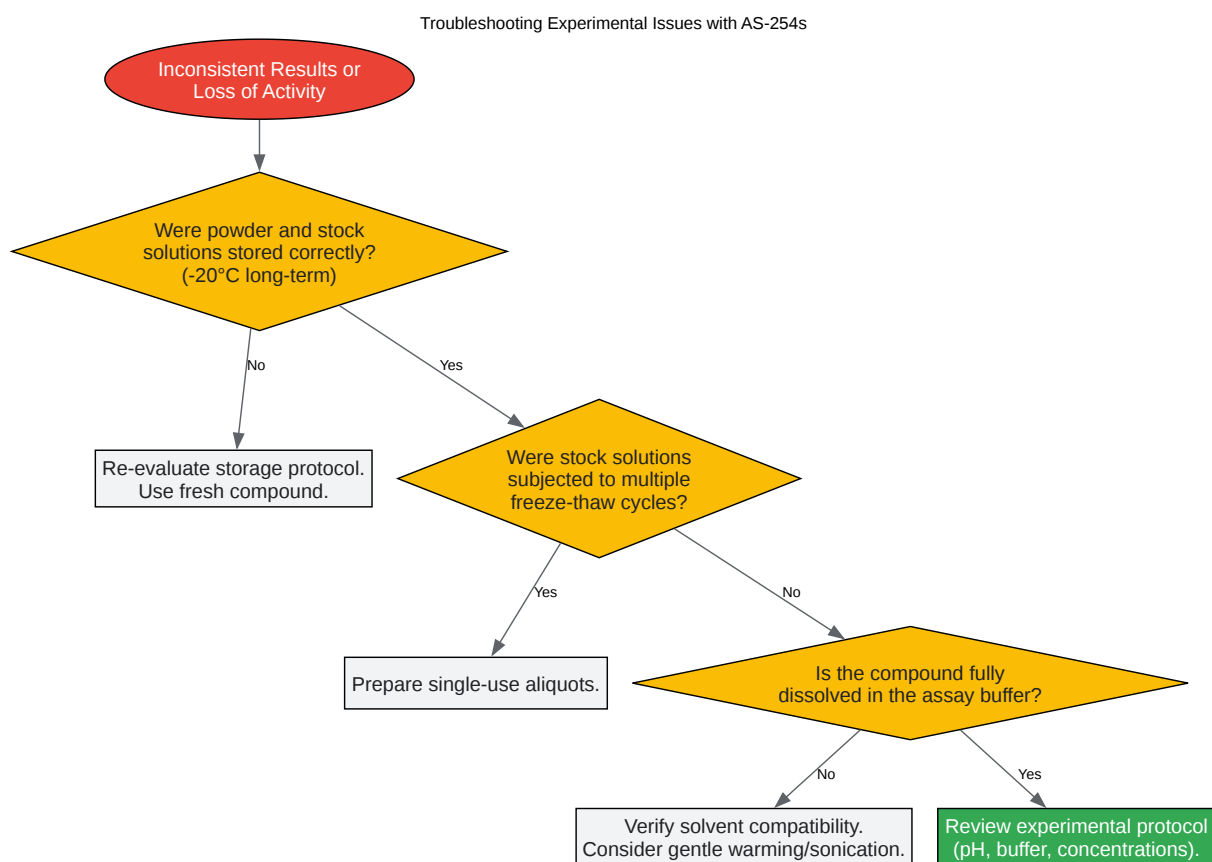 Troubleshooting Experimental Issues with AS-254s
Inconsistent Results or
Loss of Activity
Were powder and stock
solutions stored correctly?
(-20°C long-term)
No
Yes
Re-evaluate storage protocol.
Use fresh compound.
Were stock solutions
subjected to multiple
freeze-thaw cycles?
Yes
No
Prepare single-use aliquots.
Is the compound fully
dissolved in the assay buffer?
No
Yes
Verify solvent compatibility.
Consider gentle warming/sonication.
Review experimental protocol
(pH, buffer, concentrations).